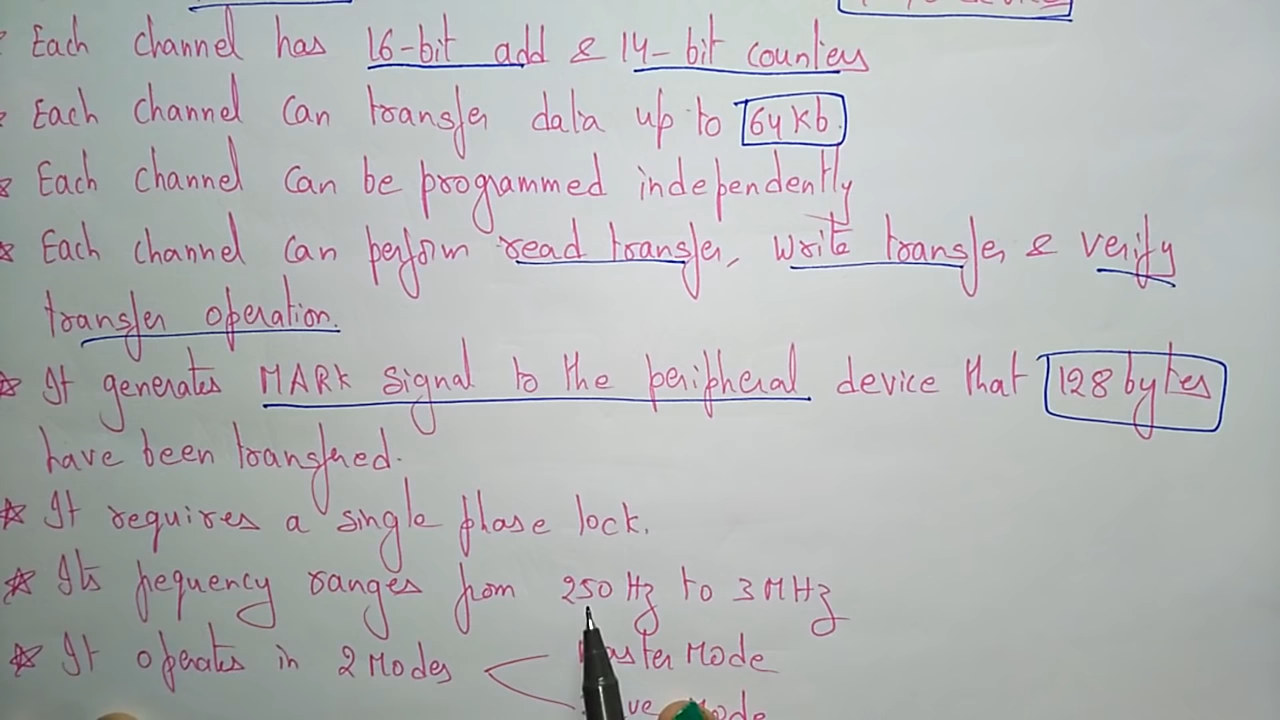 Each channel has 16-bit add & 14-bit counters
Each channel can transfer data up to 64Kb.
Each channel can be programmed independently
Each channel can perform read transfer, write transfer & verify
transfer operation.
It generates MARK signal to the peripheral device that 128 bytes
have been transfered.
It requires a single phase lock.
Its fequency ranges from 250 Hz to 3 MHz
It operates in 2 Modes
Mode
Mode